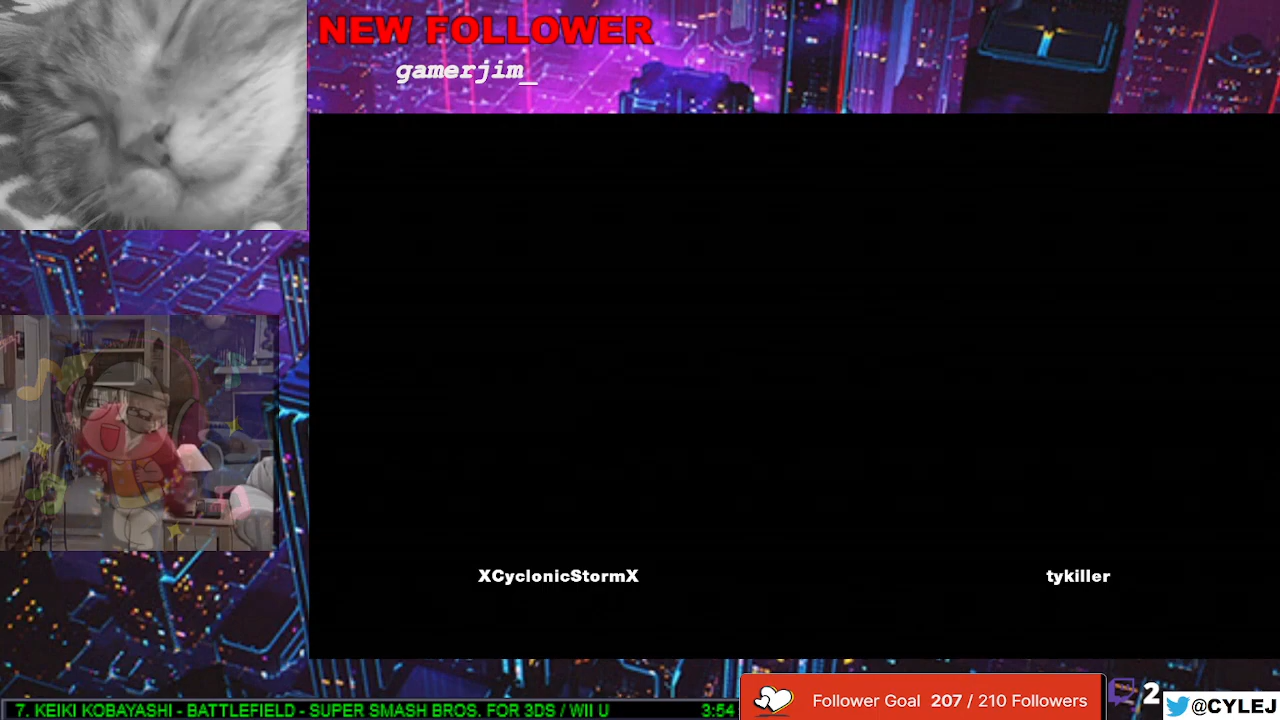 NEW FOLLOWER
gamerjim_
XCyclonicStormX
tykiller
7. KEIKI KOBAYASHI - BATTLEFIELD - SUPER SMASH BROS. FOR 3DS / WII U
3:54
Follower Goal 207 / 210 Followers
2
@CYLEJ